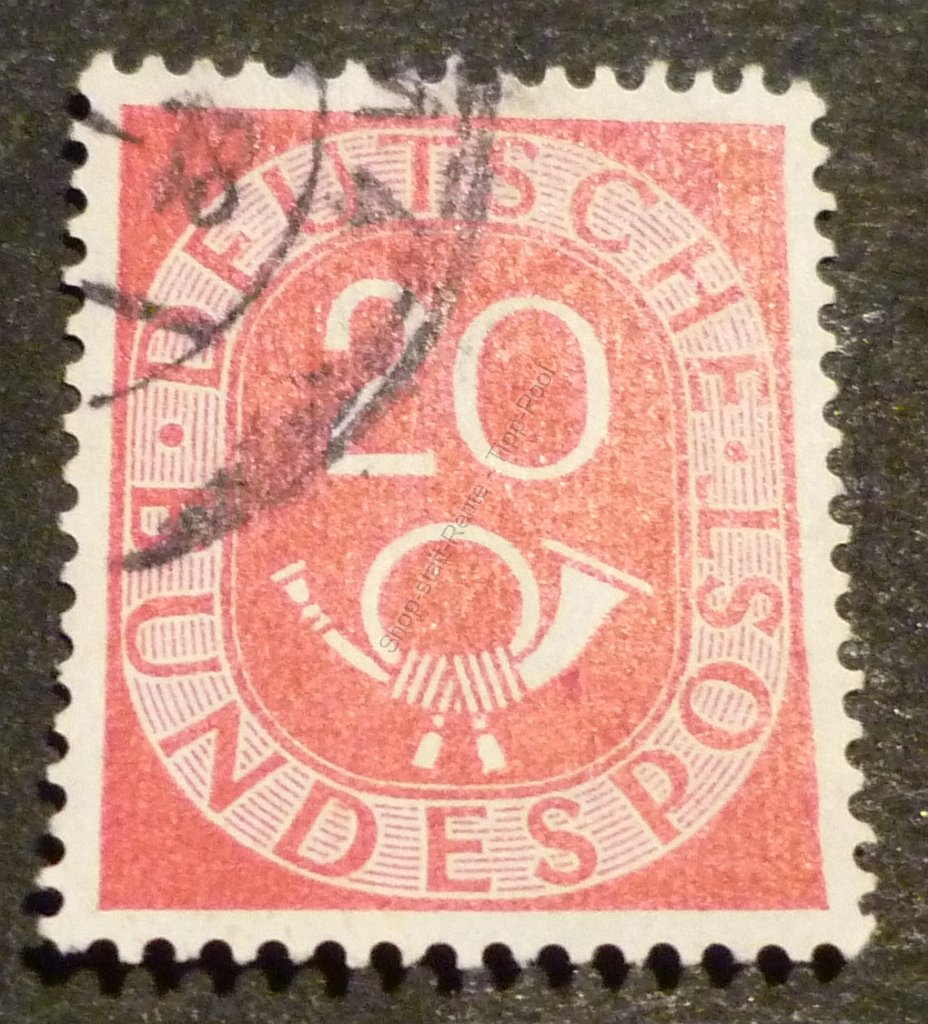 DEUTSCHE
BUNDESPOST
20
Shop-statt-Rente - Tipp-Pool